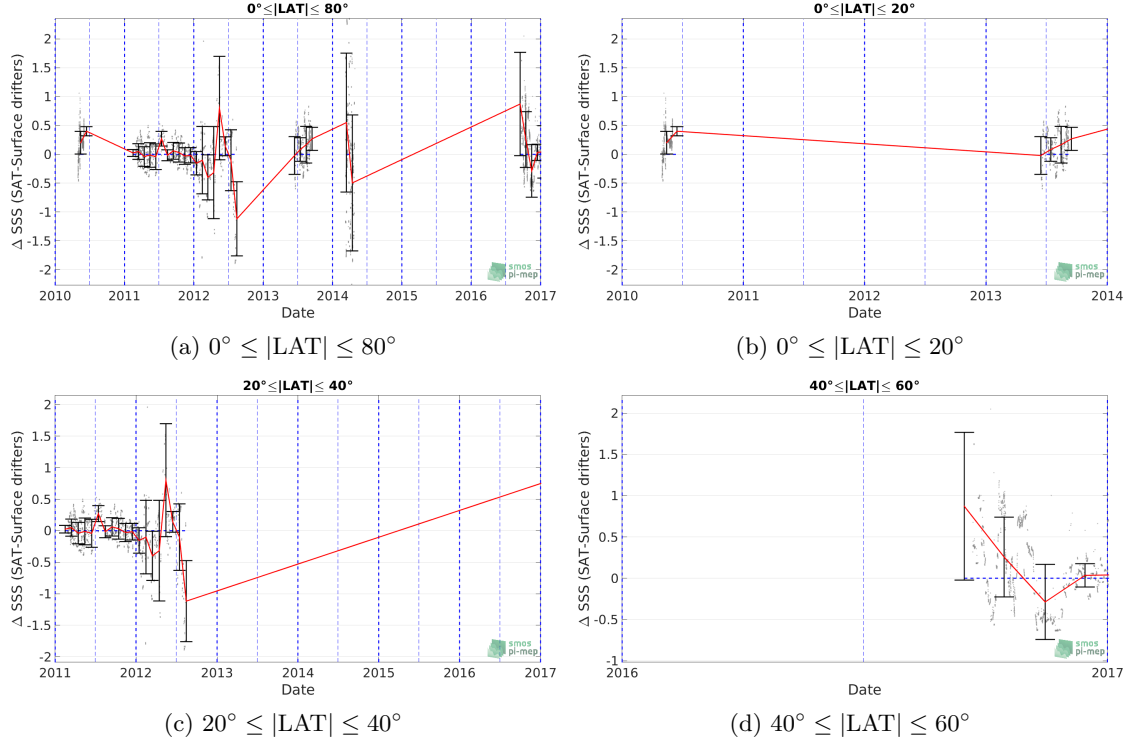 0°≤|LAT|≤ 80°
Δ SSS (SAT-Surface drifters)
2
1.5
1
0.5
0
-0.5
-1
-1.5
-2
smos
pi-mep
2010 2011 2012 2013 2014 2015 2016 2017
Date
(a) 0° ≤ |LAT| ≤ 80°
0°≤|LAT|≤ 20°
Δ SSS (SAT-Surface drifters)
2
1.5
1
0.5
0
-0.5
-1
-1.5
-2
smos
pi-mep
2010 2011 2012 2013 2014
Date
(b) 0° ≤ |LAT| ≤ 20°
20°≤|LAT|≤ 40°
Δ SSS (SAT-Surface drifters)
2
1.5
1
0.5
0
-0.5
-1
-1.5
-2
smos
pi-mep
2011 2012 2013 2014 2015 2016 2017
Date
(c) 20° ≤ |LAT| ≤ 40°
40°≤|LAT|≤ 60°
Δ SSS (SAT-Surface drifters)
2
1.5
1
0.5
0
-0.5
-1
smos
pi-mep
2016 2017
Date
(d) 40° ≤ |LAT| ≤ 60°